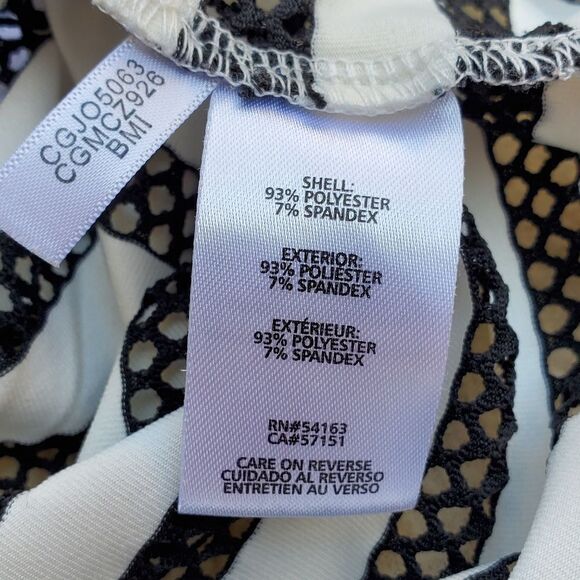 CGJO5063
CGMCZ926
BMI
SHELL:
93% POLYESTER
7% SPANDEX
EXTERIOR:
93% POLIÉSTER
7% SPANDEX
EXTÉRIEUR:
93% POLYESTER
7% SPANDEX
RN#54163
CA#57151
CARE ON REVERSE
CUIDADO AL REVERSO
ENTRETIEN AU VERSO